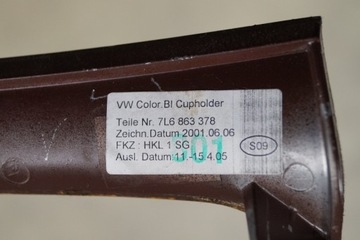 VW Color.Bl Cupholder
Teile Nr. 7L6 863 378
Zeichn.Datum 2001.06.06
FKZ : HKL 1 SG
301
S09
Ausl. Datum:11.-15.4.05